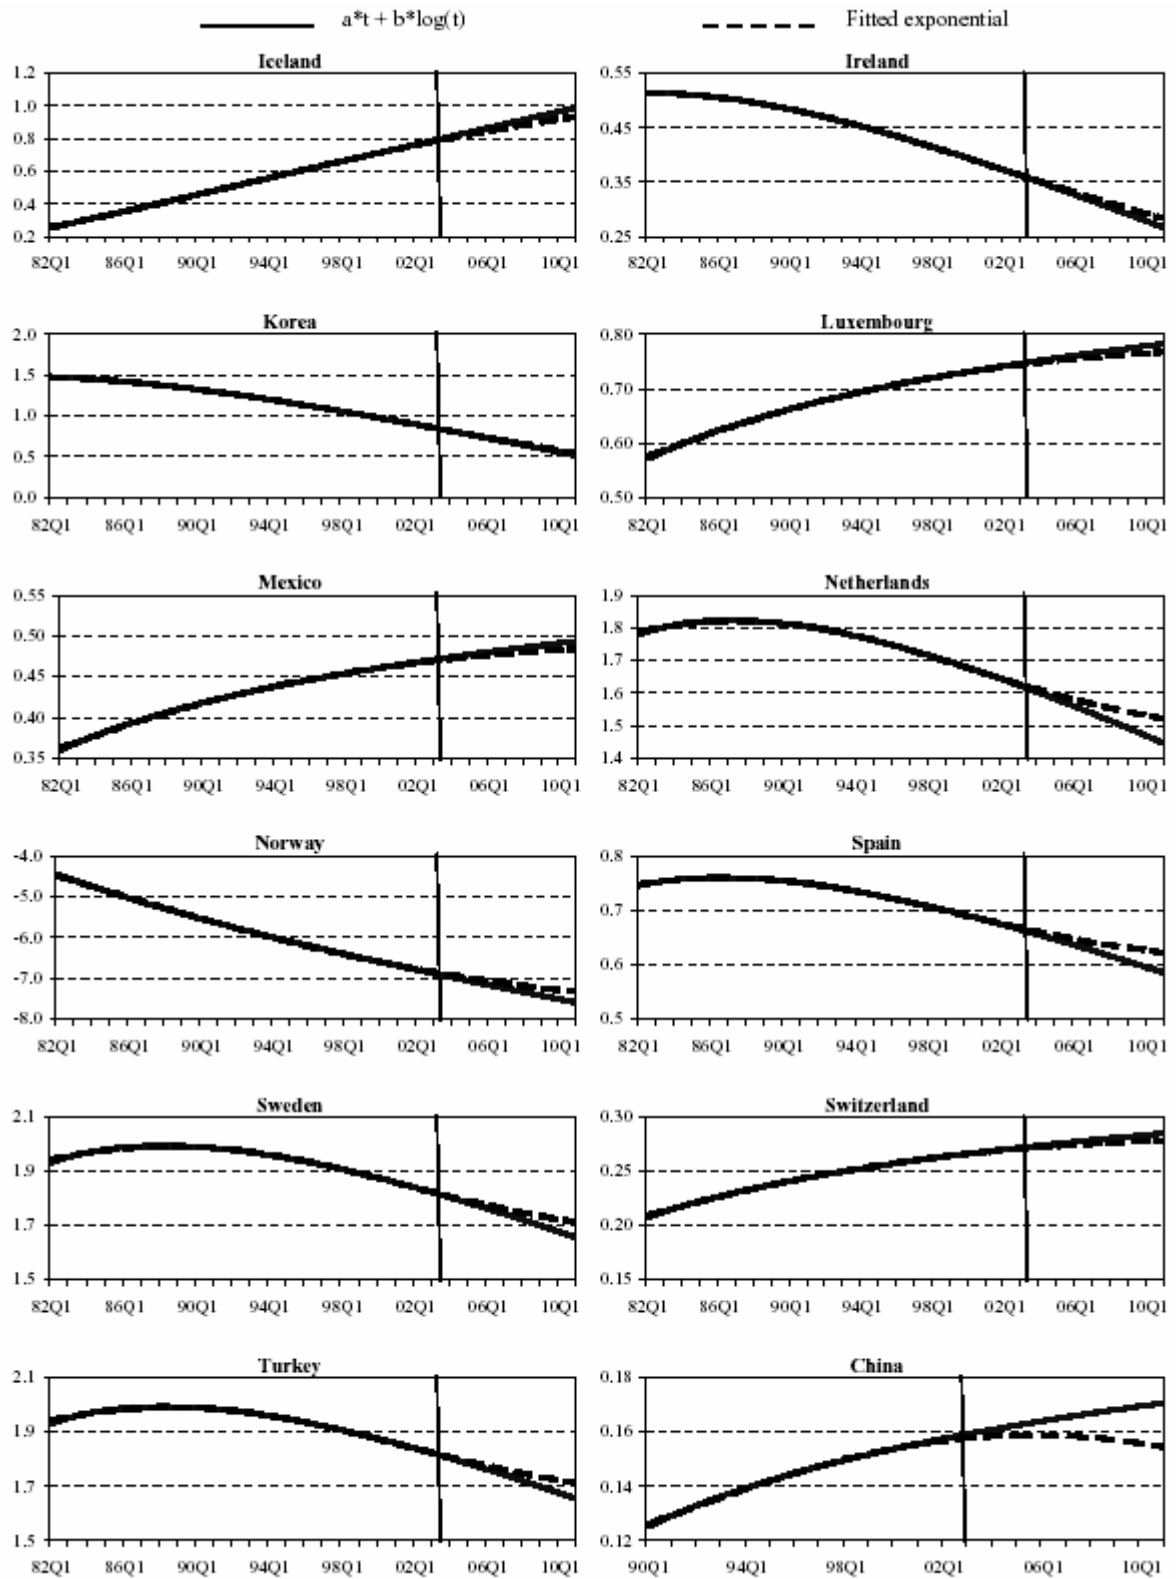 a*t + b*log(t) Fitted exponential
Iceland Ireland
1.2 0.55
1.0
0.8 0.45
0.6 0.35
0.4
0.2 0.25
82Q1 86Q1 90Q1 94Q1 98Q1 02Q1 06Q1 10Q1 82Q1 86Q1 90Q1 94Q1 98Q1 02Q1 06Q1 10Q1
Korea Luxembourg
2.0 0.80
1.5 0.70
1.0
0.5 0.60
0.0 0.50
82Q1 86Q1 90Q1 94Q1 98Q1 02Q1 06Q1 10Q1 82Q1 86Q1 90Q1 94Q1 98Q1 02Q1 06Q1 10Q1
Mexico Netherlands
0.55 1.9
0.50 1.8
0.45 1.7
0.40 1.6
1.5
0.35 1.4
82Q1 86Q1 90Q1 94Q1 98Q1 02Q1 06Q1 10Q1 82Q1 86Q1 90Q1 94Q1 98Q1 02Q1 06Q1 10Q1
Norway Spain
-4.0 0.8
-5.0 0.7
-6.0
-7.0 0.6
-8.0 0.5
82Q1 86Q1 90Q1 94Q1 98Q1 02Q1 06Q1 10Q1 82Q1 86Q1 90Q1 94Q1 98Q1 02Q1 06Q1 10Q1
Sweden Switzerland
2.1 0.30
1.9 0.25
1.7 0.20
1.5 0.15
82Q1 86Q1 90Q1 94Q1 98Q1 02Q1 06Q1 10Q1 90Q1 86Q1 90Q1 94Q1 98Q1 02Q1 06Q1 10Q1
Turkey China
2.1 0.18
1.9 0.16
1.7 0.14
1.5 0.12
82Q1 86Q1 90Q1 94Q1 98Q1 02Q1 06Q1 10Q1 90Q1 94Q1 98Q1 02Q1 06Q1 10Q1